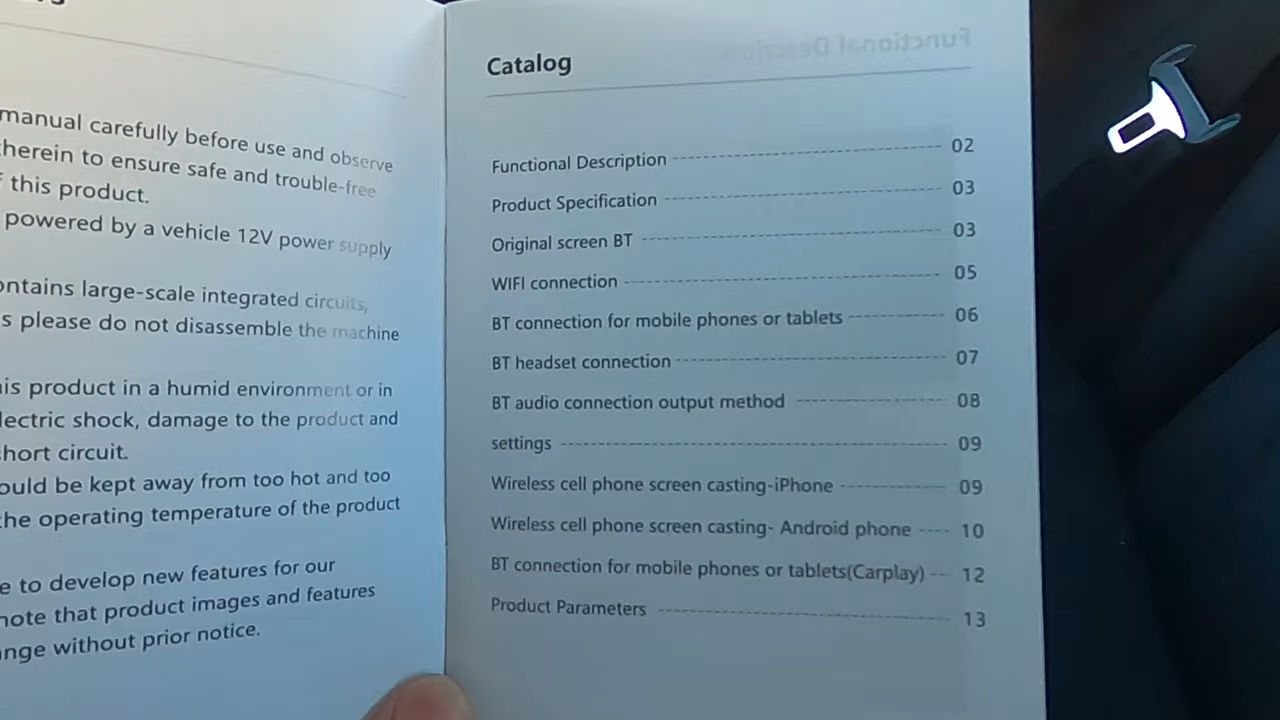 manual carefully before use and observe
herein to ensure safe and trouble-free
this product.
powered by a vehicle 12V power supply
large-scale integrated circuits,
please do not disassemble the machine
product in a humid environment or in
shock, damage to the product and
circuit.
be kept away from too hot and too
the operating temperature of the product
to develop new features for our
note that product images and features
without prior notice.
Functional
Catalog
Functional Description 02
Product Specification 03
Original screen BT 03
WIFI connection 05
BT connection for mobile phones or tablets 06
BT headset connection 07
BT audio connection output method 08
settings 09
Wireless cell phone screen casting-iPhone 09
Wireless cell phone screen casting- Android phone 10
BT connection for mobile phones or tablets(Carplay) 12
Product Parameters 13